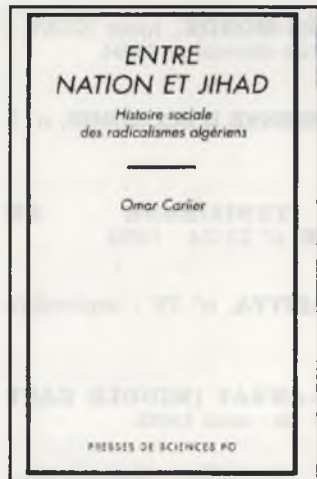 ENTRE
NATION ET JIHAD
Histoire sociale
des radicalismes algériens
Omar Carlier
PRESSES DE SCIENCES PO